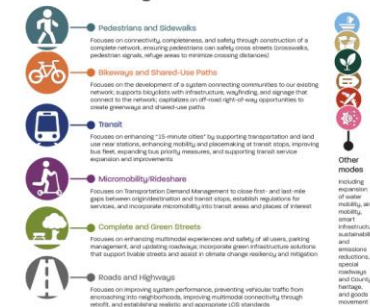 Pedestrians and Sidewalks
Focuses on connectivity, completeness, and safety through construction of a
complete network, ensuring pedestrians can safely cross streets (crosswalks,
pedestrian signals, refuge areas to minimize crossing distances)
Bikeways and Shared-Use Paths
Focuses on the development of a system connecting communities to our existing
network; supports bicyclists with infrastructure, wayfinding, and signage that
connect to the network; capitalizes on off-road right-of-way opportunities to
create greenways and shared-use paths
Transit
Focuses on enhancing "15-minute cities" by supporting transportation and land
use near stations, enhancing mobility and placemaking at transit stops, improving
bus fleet, expanding bus priority measures, and supporting transit service
expansion and improvements
Micromobility/Rideshare
Focuses on Transportation Demand Management to close first- and last-mile
gaps between origin/destination and transit stops, establish regulations for
services, and incorporate micromobility into transit areas and places of interest
Complete and Green Streets
Focuses on enhancing multimodal experiences and safety of all users, parking
management, and updating roadways; incorporate green infrastructure solutions
that support livable streets and assist in climate change resiliency and mitigation
Roads and Highways
Focuses on improving system performance, preventing vehicular traffic from
encroaching into neighborhoods, improving multimodal connectivity through
retrofit, and establishing realistic and appropriate LOS standards
Other
modes
Including
expansion
of water
mobility, air
mobility,
smart
and
emissions
reductions,
special
roadways
and County
heritage,
and goods
movement